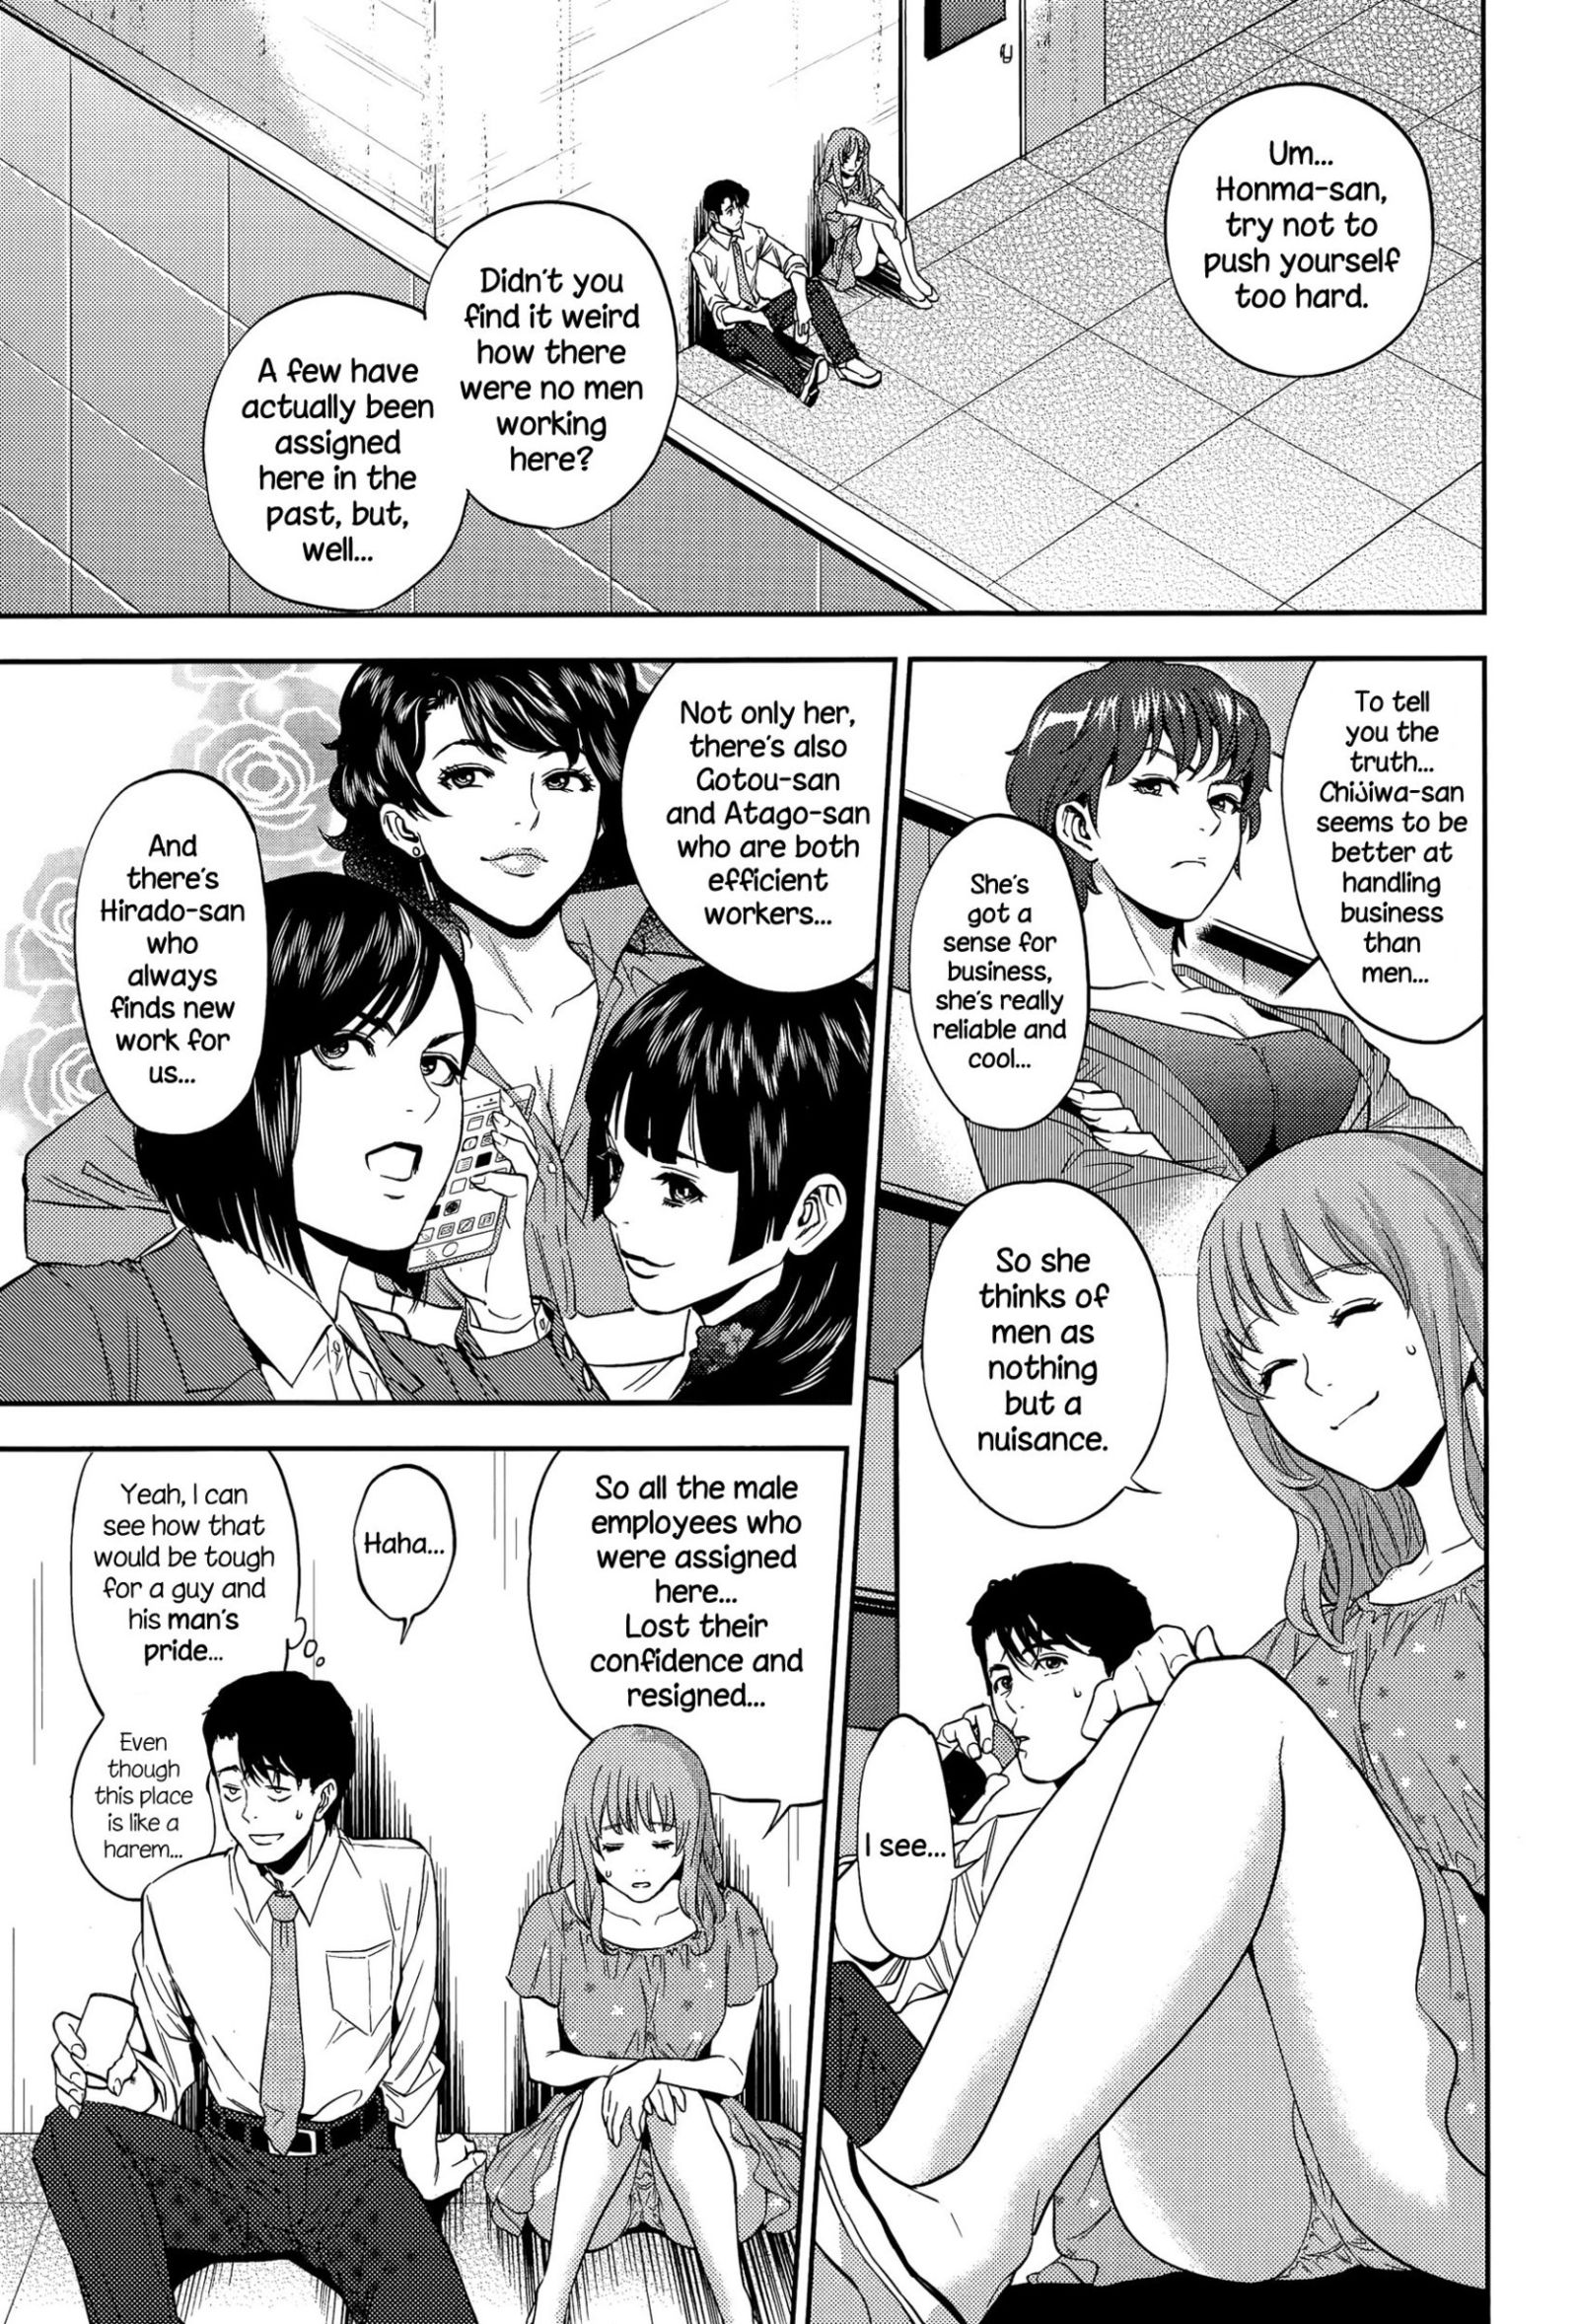 Um...
Honma-san,
try not to
push yourself
too hard.
Didn't you
find it weird
how there
were no men
working
here?
A few have
actually been
assigned
here in the
past, but,
well...
To tell
you the
truth...
Chijiwa-san
seems to be
better at
handling
business
than
men...
She's
got a
sense for
business,
she's really
reliable and
cool...
So she
thinks of
men as
nothing
but a
nuisance.
I see...
Not only her,
there's also
Gotou-san
and Atago-san
who are both
efficient
workers...
And
there's
Hirado-san
who
always
finds new
work for
us...
So all the male
employees who
were assigned
here...
Lost their
confidence and
resigned...
Haha...
Yeah, I can
see how that
would be tough
for a guy and
his man's
pride...
Even
though
this place
is like a
harem...